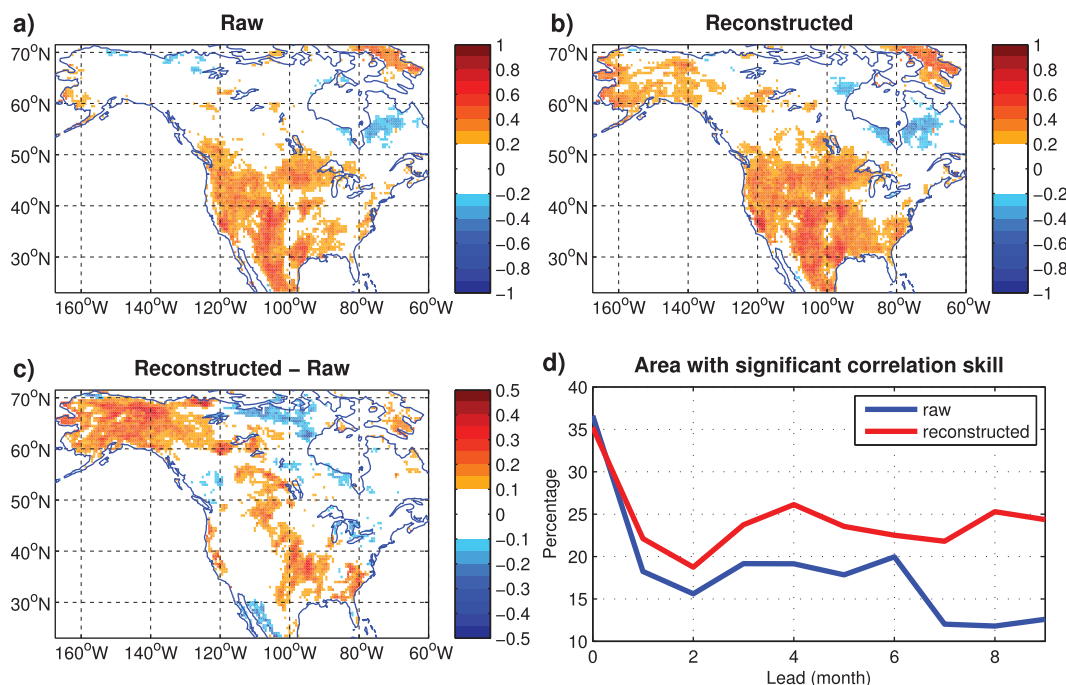 a) Raw
70°N
60°N
50°N
40°N
30°N
160°W 140°W 120°W 100°W 80°W 60°W
1
0.8
0.6
0.4
0.2
0
−0.2
−0.4
−0.6
−0.8
−1
b) Reconstructed
70°N
60°N
50°N
40°N
30°N
160°W 140°W 120°W 100°W 80°W 60°W
1
0.8
0.6
0.4
0.2
0
−0.2
−0.4
−0.6
−0.8
−1
c) Reconstructed − Raw
70°N
60°N
50°N
40°N
30°N
160°W 140°W 120°W 100°W 80°W 60°W
0.5
0.4
0.3
0.2
0.1
0
−0.1
−0.2
−0.3
−0.4
−0.5
d) Area with significant correlation skill
Percentage
40
35
30
25
20
15
10
raw
reconstructed
0 2 4 6 8
Lead (month)